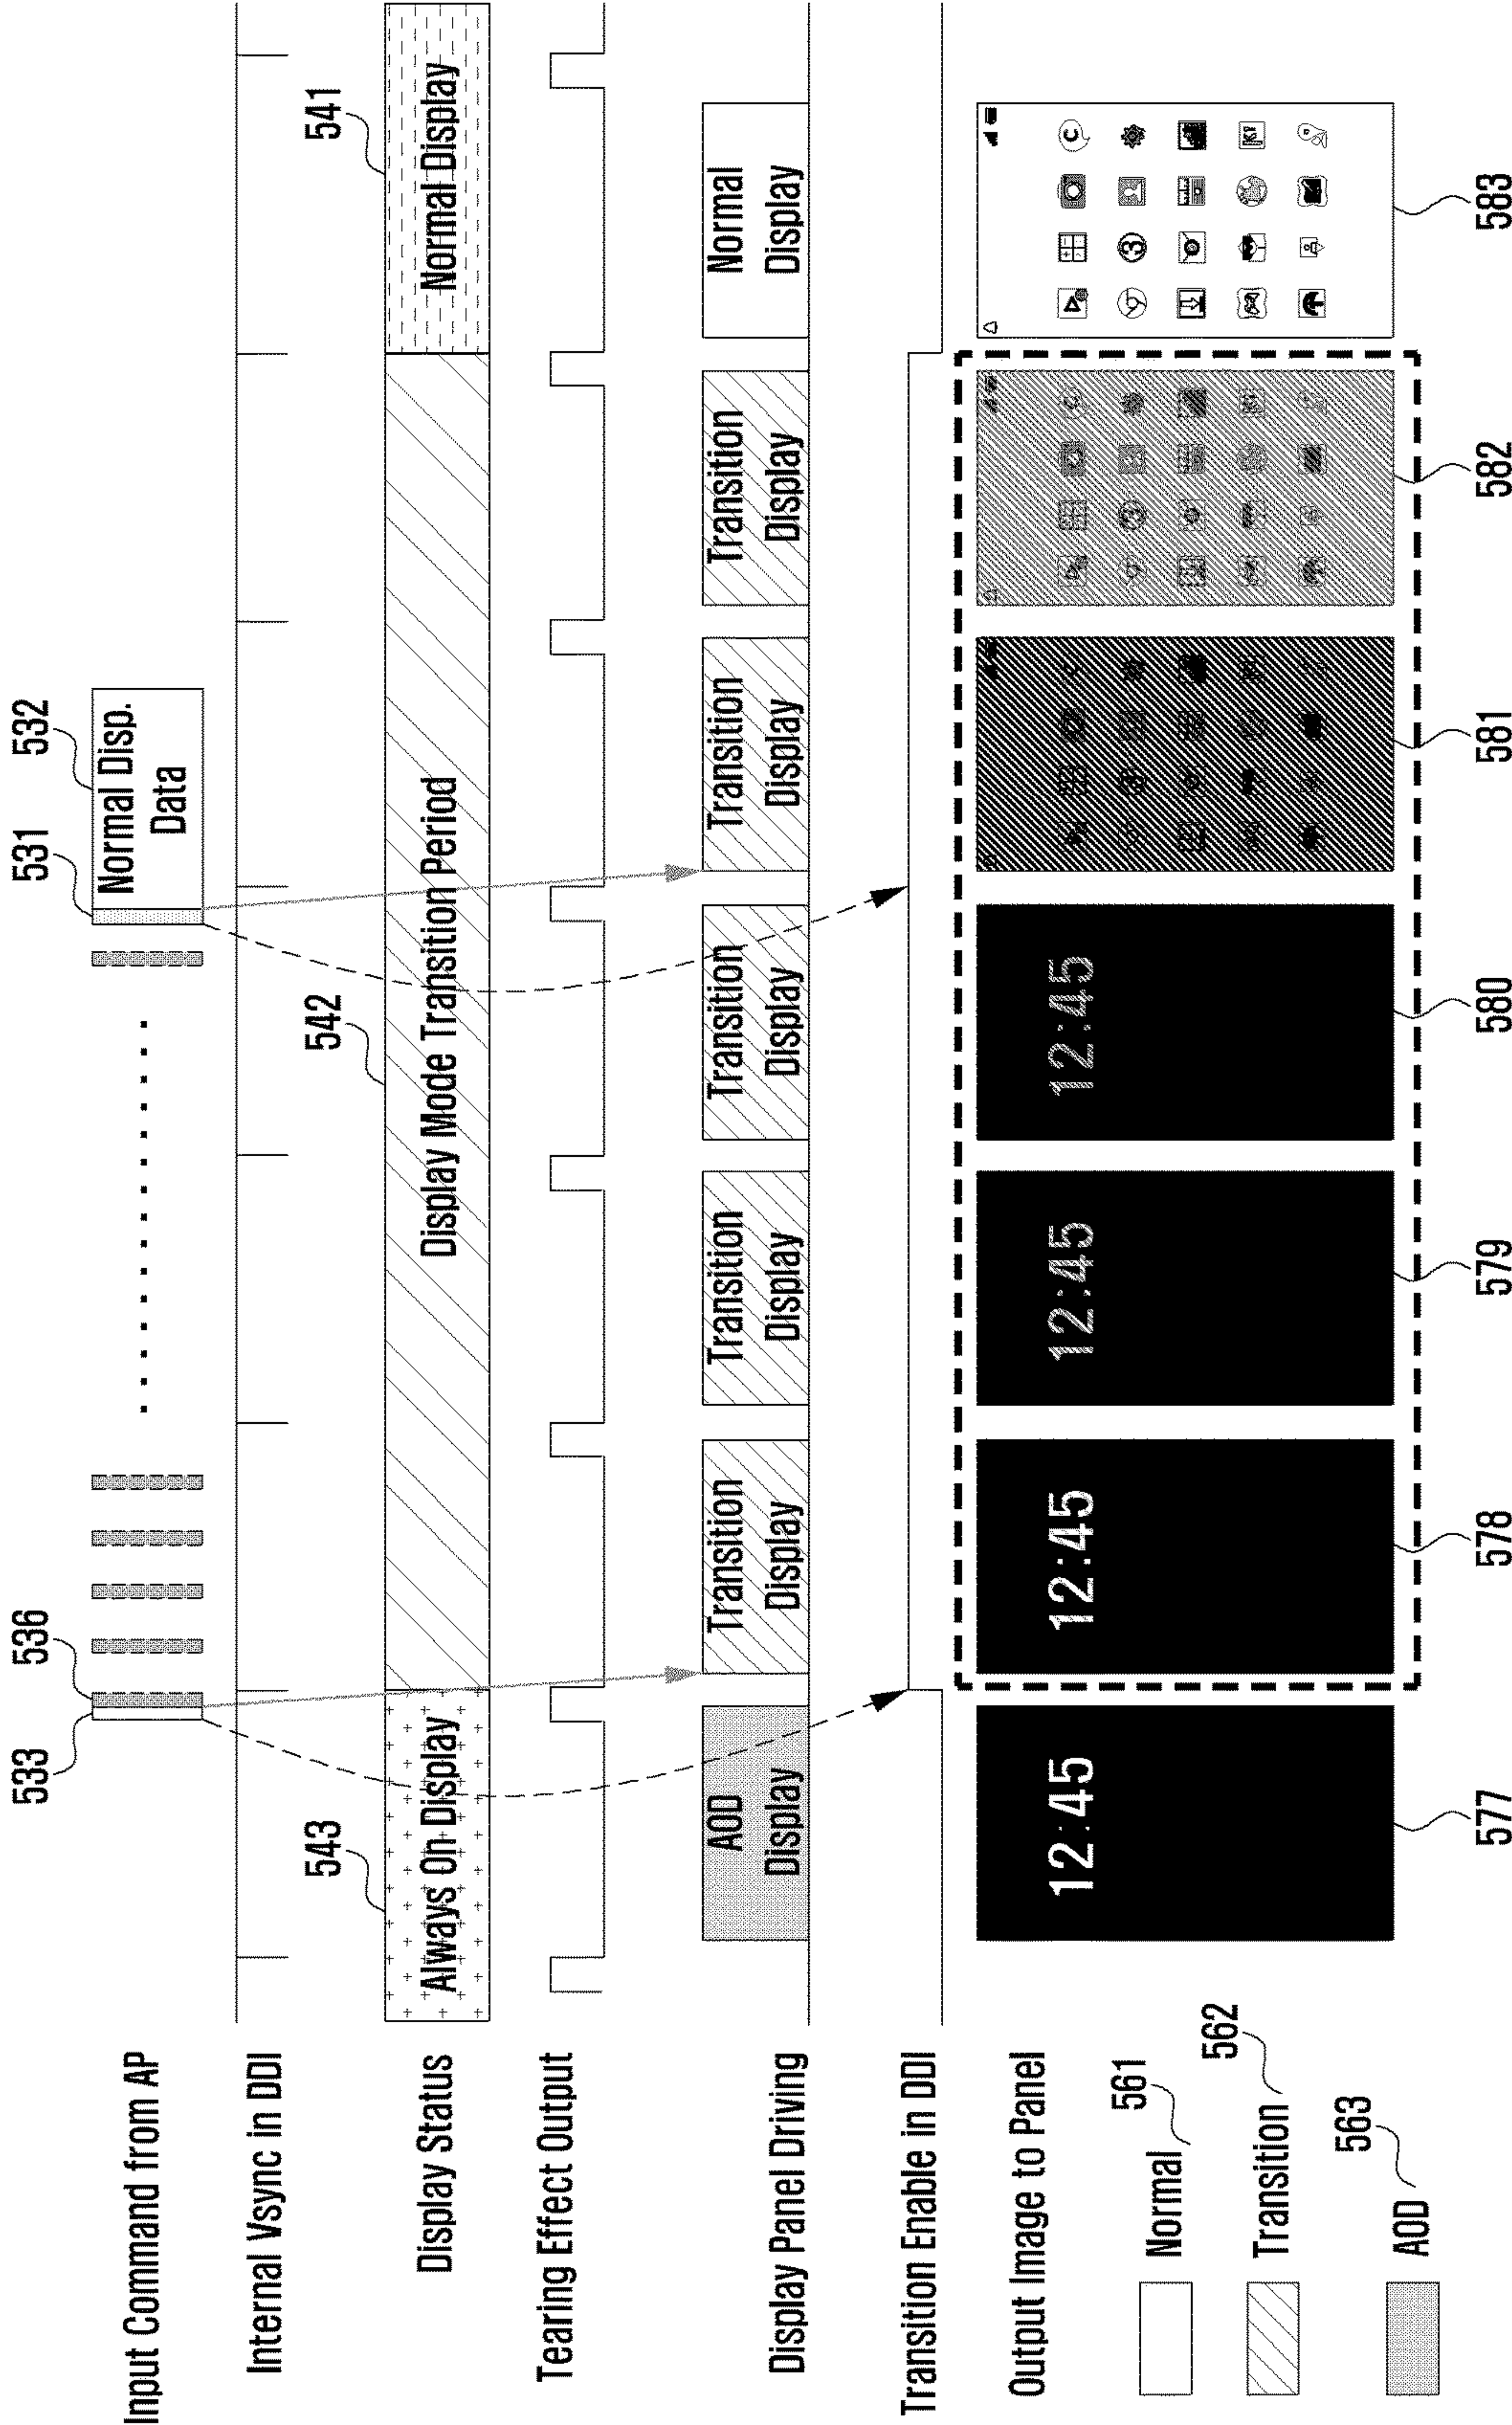 Input Command from AP
533
536
531
532
Normal Disp.
Data
Internal Vsync in DDI
Display Status
543
542
541
Always On Display
Display Mode Transition Period
Normal Display
Tearing Effect Output
Display Panel Driving
AOD
Display
Transition
Display
Transition
Display
Transition
Display
Transition
Display
Transition
Display
Normal
Display
Transition Enable in DDI
Output Image to Panel
12:45
12:45
12:45
12:45
577
578
579
580
581
582
583
Normal
561
Transition
562
AOD
563